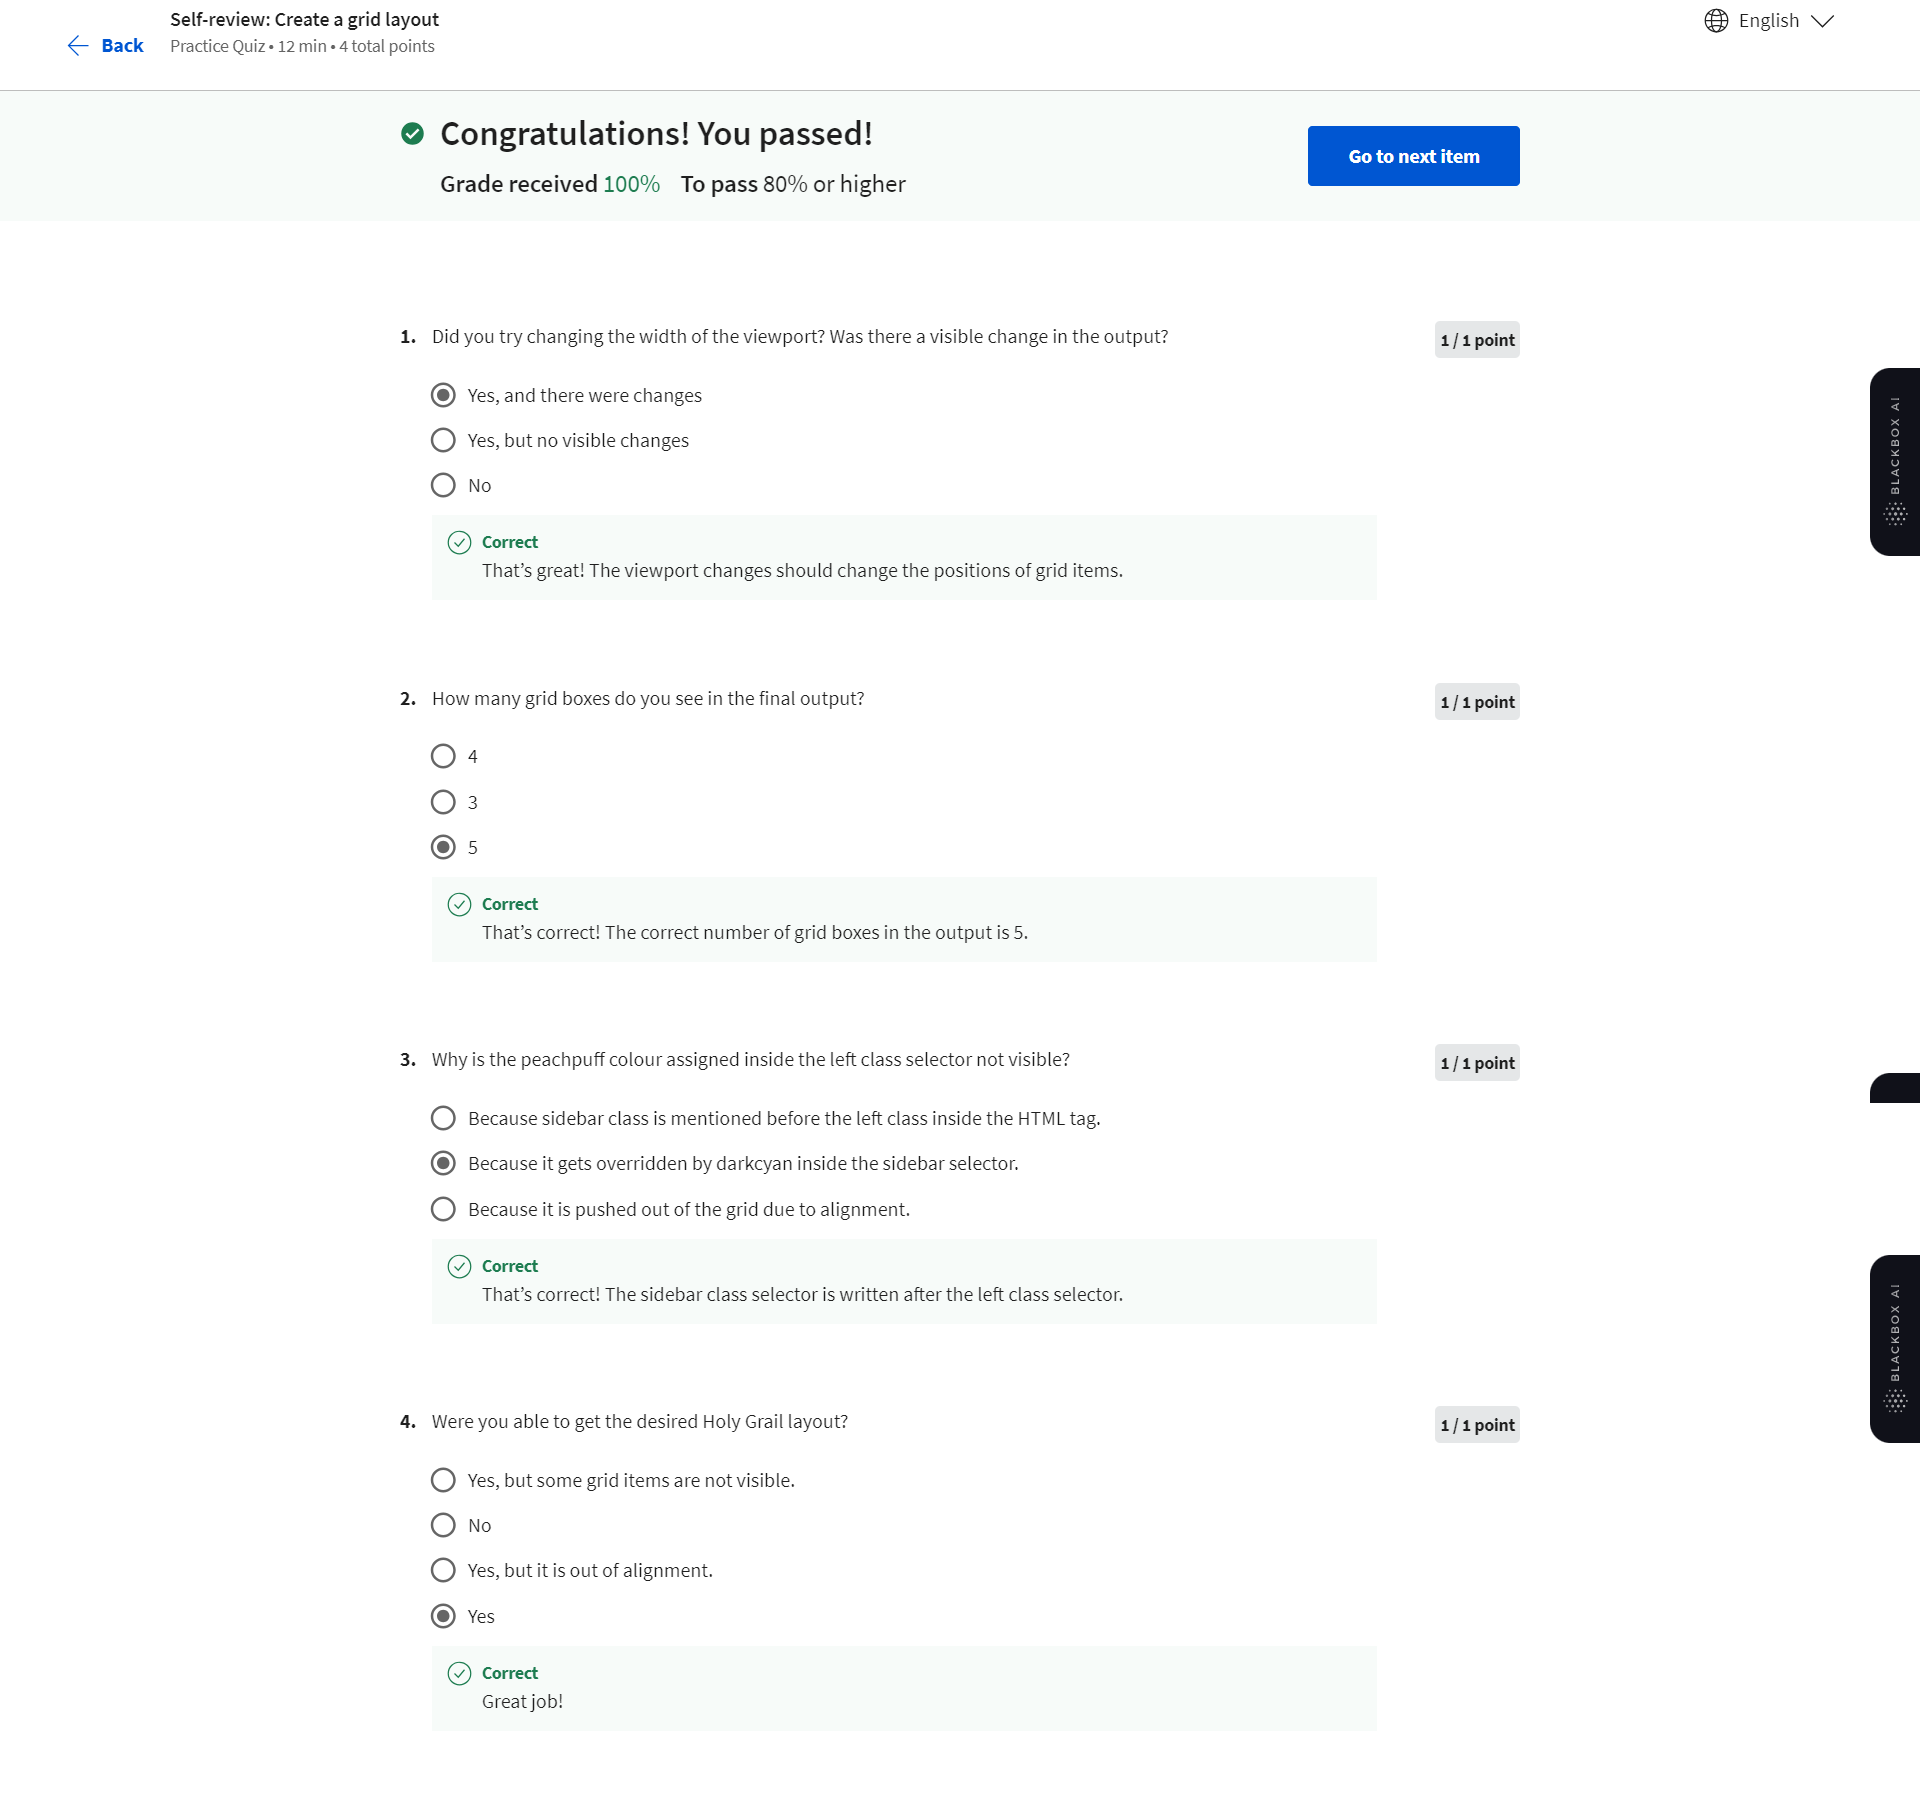 Self-review: Create a grid layout
Back
Practice Quiz • 12 min • 4 total points
English
Congratulations! You passed!
Grade received 100% To pass 80% or higher
Go to next item
1. Did you try changing the width of the viewport? Was there a visible change in the output?
1 / 1 point
Yes, and there were changes
Yes, but no visible changes
No
Correct
That’s great! The viewport changes should change the positions of grid items.
BLACKBOX AI
2. How many grid boxes do you see in the final output?
1 / 1 point
4
3
5
Correct
That’s correct! The correct number of grid boxes in the output is 5.
3. Why is the peachpuff colour assigned inside the left class selector not visible?
1 / 1 point
Because sidebar class is mentioned before the left class inside the HTML tag.
Because it gets overridden by darkcyan inside the sidebar selector.
Because it is pushed out of the grid due to alignment.
Correct
That’s correct! The sidebar class selector is written after the left class selector.
BLACKBOX AI
4. Were you able to get the desired Holy Grail layout?
1 / 1 point
Yes, but some grid items are not visible.
No
Yes, but it is out of alignment.
Yes
Correct
Great job!